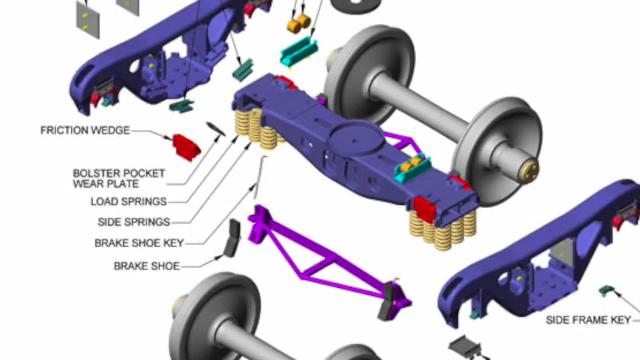 FRICTION WEDGE
BOLSTER POCKET
WEAR PLATE
LOAD SPRINGS
SIDE SPRINGS
BRAKE SHOE KEY
BRAKE SHOE
SIDE FRAME KEY